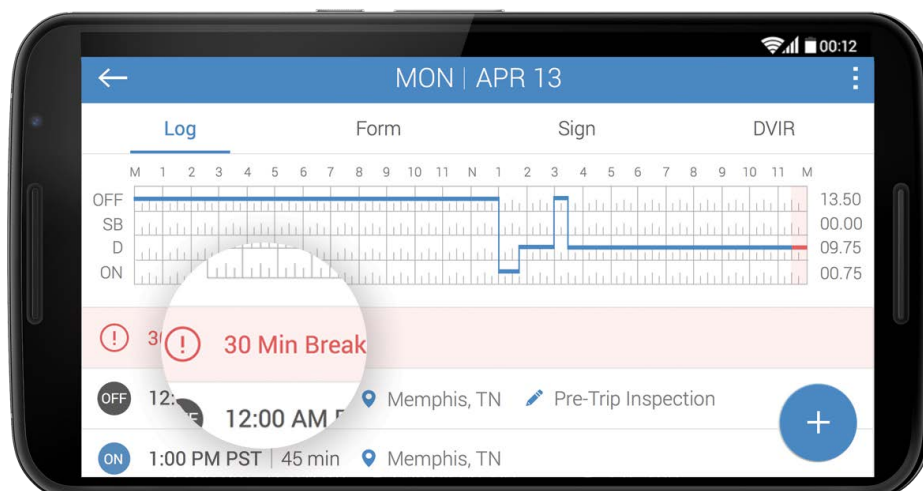 00:12
MON | APR 13
Log Form Sign DVIR
M 1 2 3 4 5 6 7 8 9 10 11 N 1 2 3 4 5 6 7 8 9 10 11 M
OFF 13.50
SB 00.00
D 09.75
ON 00.75
30 Min Break
OFF 12:00 AM Memphis, TN Pre-Trip Inspection
ON 1:00 PM PST | 45 min Memphis, TN